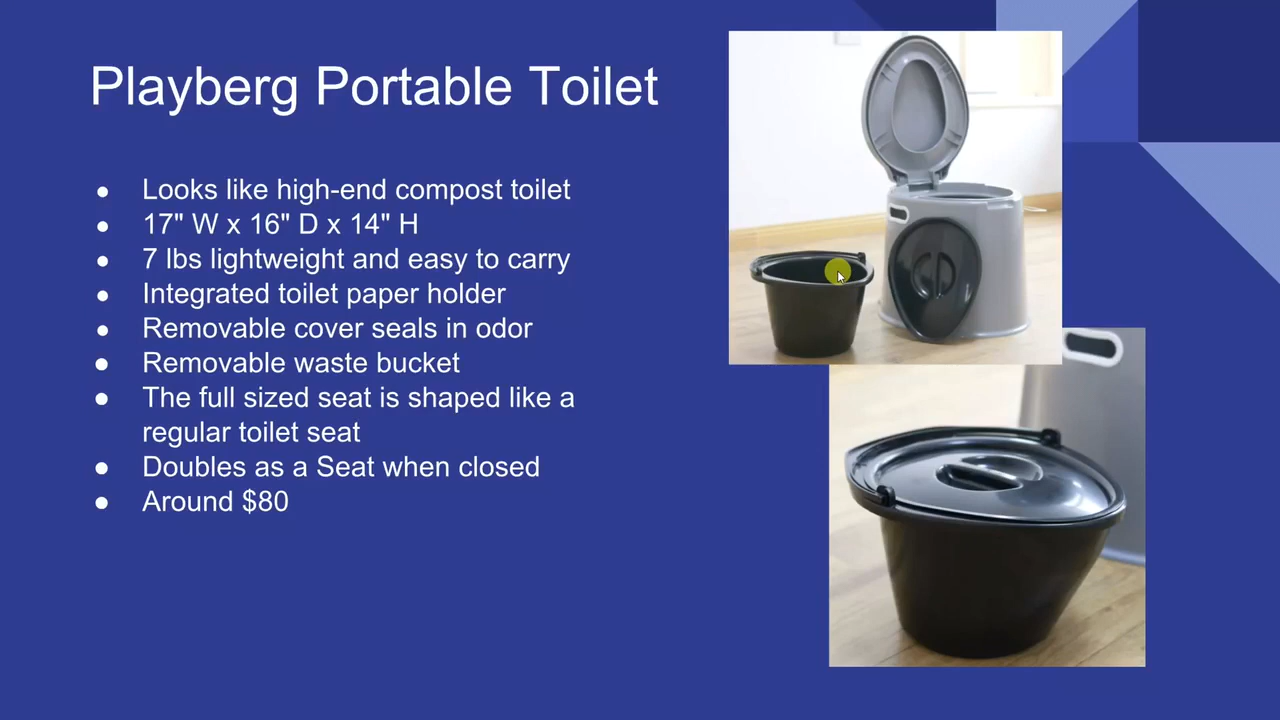 Playberg Portable Toilet
● Looks like high-end compost toilet
● 17" W x 16" D x 14" H
● 7 lbs lightweight and easy to carry
● Integrated toilet paper holder
● Removable cover seals in odor
● Removable waste bucket
● The full sized seat is shaped like a
regular toilet seat
● Doubles as a Seat when closed
● Around $80